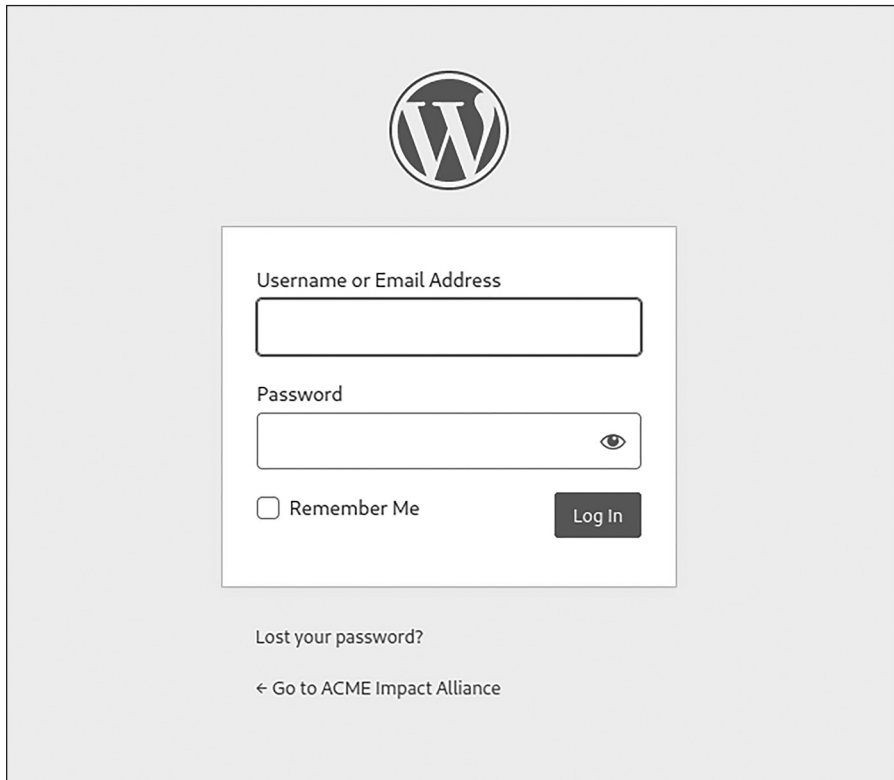 Username or Email Address
Password
Remember Me
Log In
Lost your password?
← Go to ACME Impact Alliance